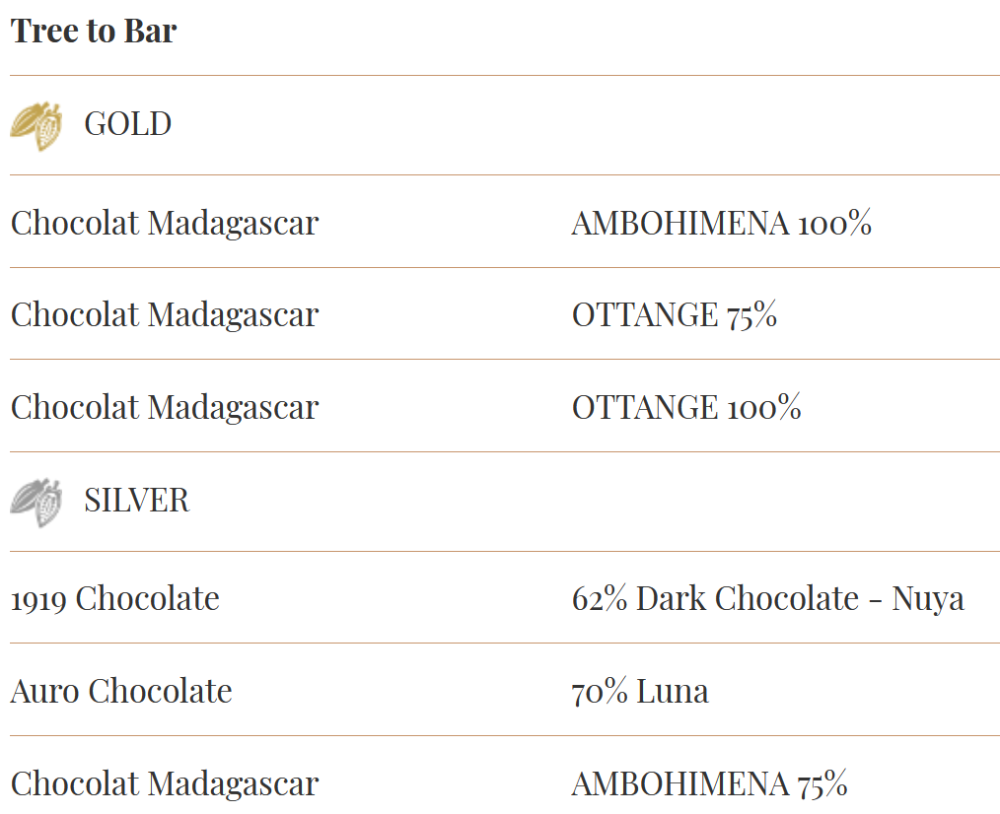 Tree to Bar
GOLD
Chocolat Madagascar AMBOHIMENA 100%
Chocolat Madagascar OTTANGE 75%
Chocolat Madagascar OTTANGE 100%
SILVER
1919 Chocolate 62% Dark Chocolate - Nuya
Auro Chocolate 70% Luna
Chocolat Madagascar AMBOHIMENA 75%